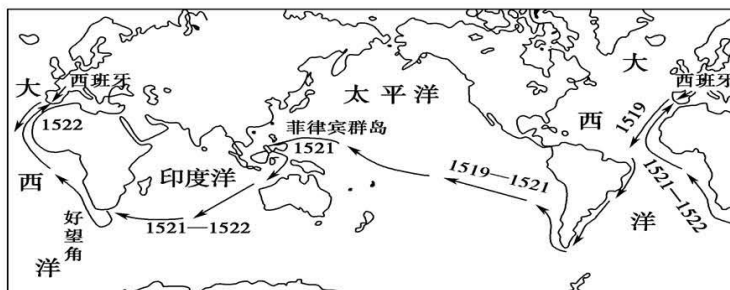 大
西
洋
西班牙
1522
好望角
印度洋
1521—1522
菲律宾群岛
1521
太平洋
1519—1521
大
西
洋
西班牙
1519
1521—1522